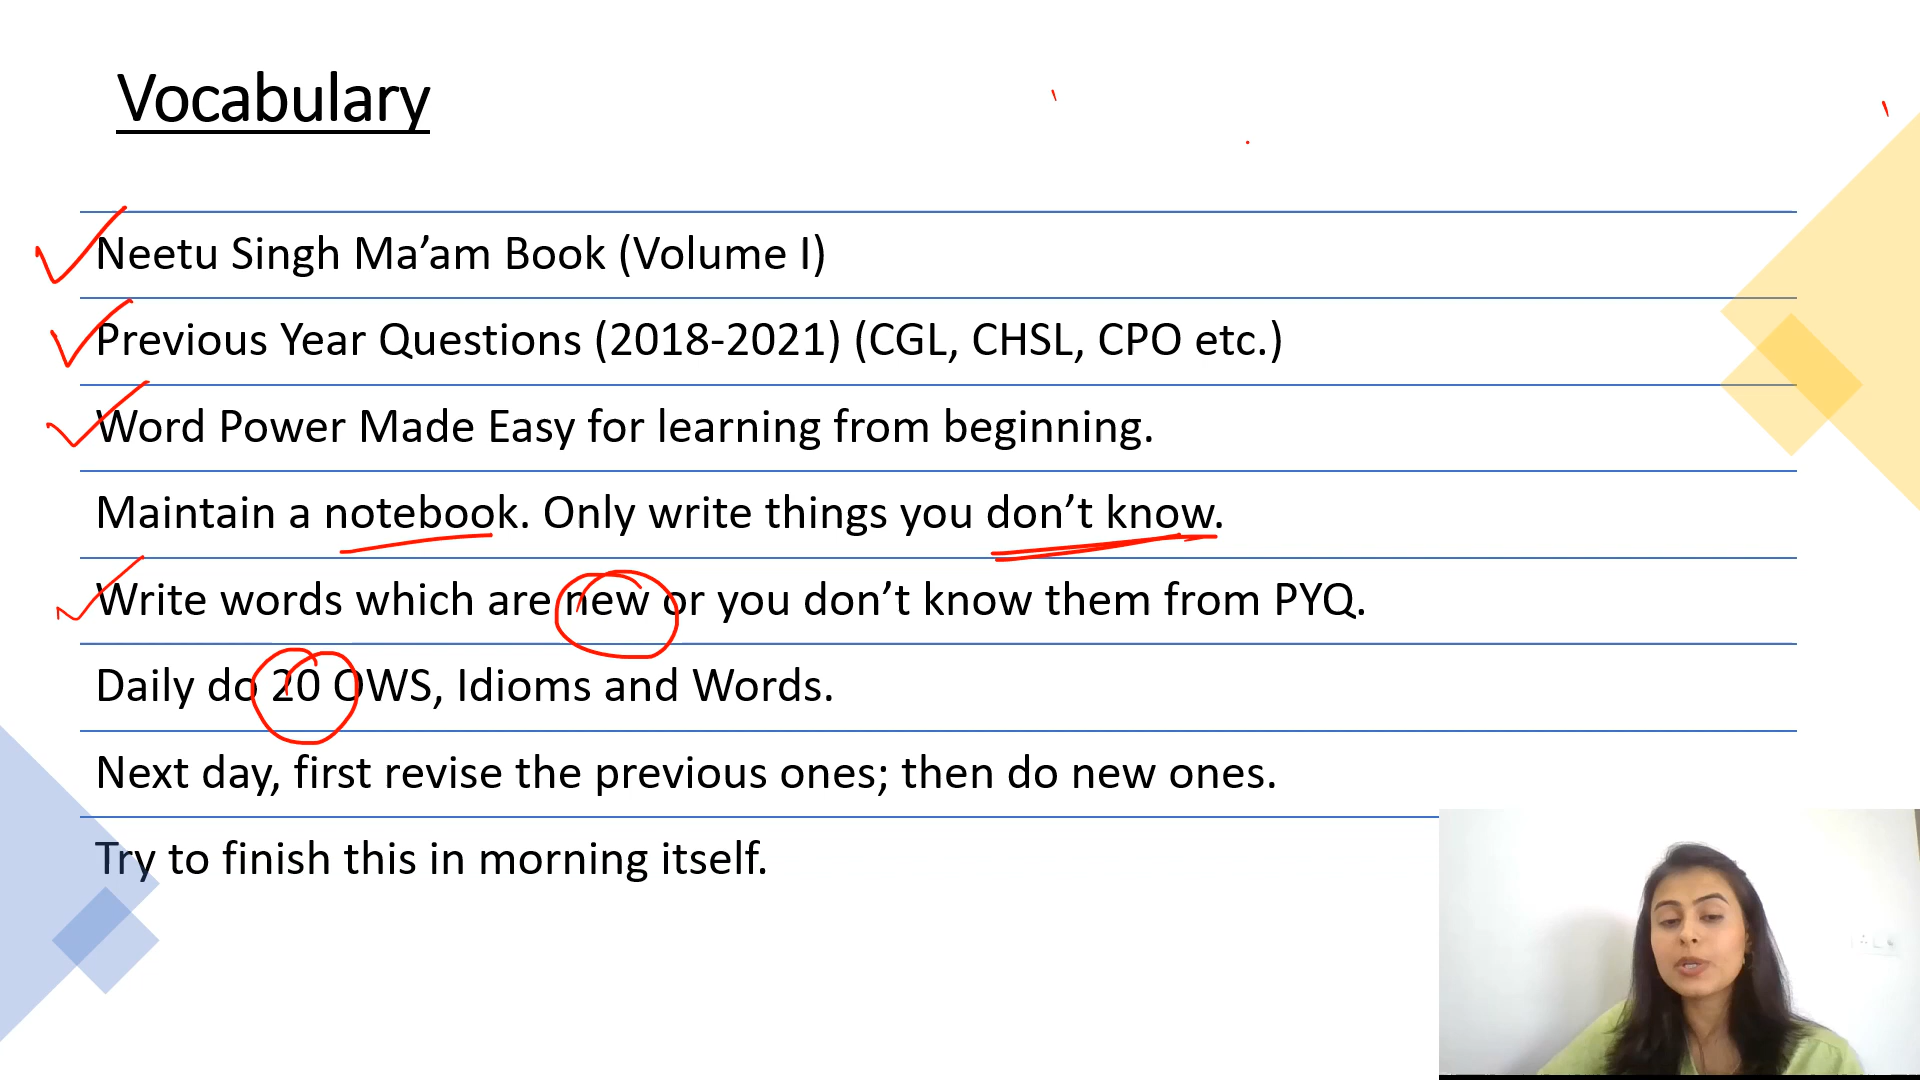 Vocabulary
Neetu Singh Ma’am Book (Volume I)
Previous Year Questions (2018-2021) (CGL, CHSL, CPO etc.)
Word Power Made Easy for learning from beginning.
Maintain a notebook. Only write things you don’t know.
Write words which are new or you don’t know them from PYQ.
Daily do 20 OWS, Idioms and Words.
Next day, first revise the previous ones; then do new ones.
Try to finish this in morning itself.